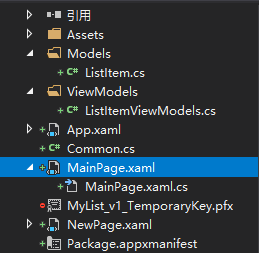 引用
Assets
Models
ListItem.cs
ViewModels
ListItemViewModels.cs
App.xaml
Common.cs
MainPage.xaml
MainPage.xaml.cs
MyList_v1_TemporaryKey.pfx
NewPage.xaml
Package.appxmanifest